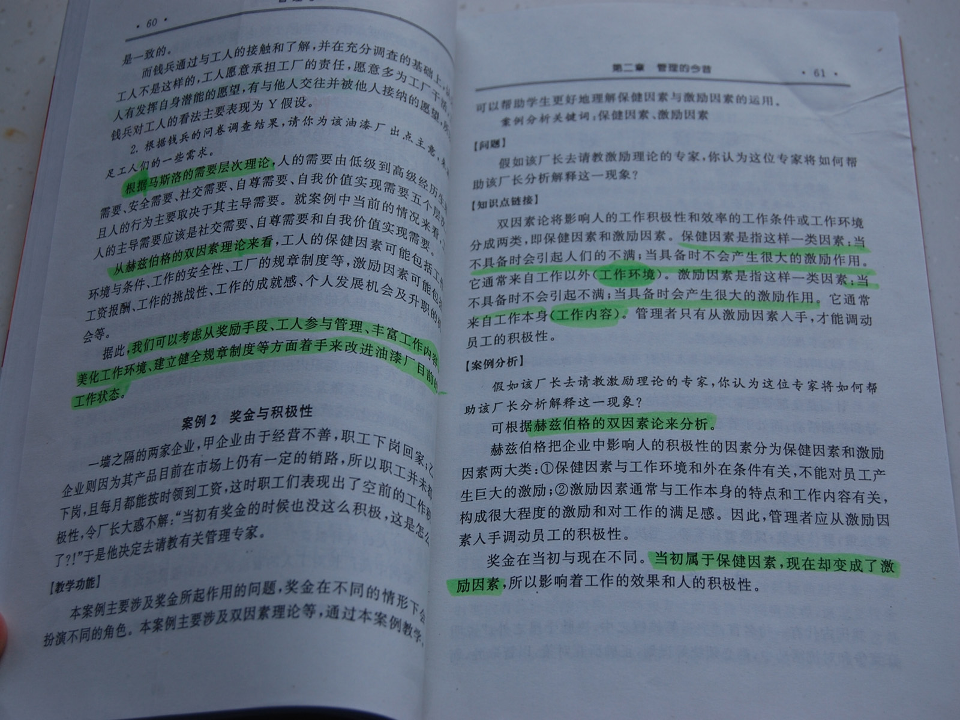 · 60 ·
是一致的。
而钱兵通过与工人的接触和了解,并在充分调查的基础上,
工人不是这样的,工人愿意承担工厂的责任,愿意多为工厂干
人有发挥自身潜能的愿望,有与他人交往并被他人接纳的愿望,
钱兵对工人的看法主要表现为 Y 假设。
2. 根据钱兵的问卷调查结果,请你为该油漆厂出点主意,
足工人们的一些需求。
根据马斯洛的需要层次理论,人的需要由低级到高级经历生
需要、安全需要、社交需要、自尊需要、自我价值实现需要五个层
且人的行为主要取决于其主导需要。就案例中当前的情况来看,
人的主导需要应该是社交需要、自尊需要和自我价值实现需要。
从赫兹伯格的双因素理论来看,工人的保健因素可能包括工
环境与条件、工作的安全性、工厂的规章制度等,激励因素可能包
工资报酬、工作的挑战性、工作的成就感、个人发展机会及升职的
会等。
据此,我们可以考虑从奖励手段、工人参与管理、丰富工作内
美化工作环境、建立健全规章制度等方面着手来改进油漆厂目前的
工作状态。
案例 2 奖金与积极性
一墙之隔的两家企业,甲企业由于经营不善,职工下岗回家;乙
企业则因为其产品目前在市场上仍有一定的销路,所以职工并未
下岗,且每月都能按时领到工资,这时职工们表现出了空前的工作
极性,令厂长大惑不解:“当初有奖金的时候也没这么积极,这是怎么
了?!”于是他决定去请教有关管理专家。
【教学功能】
本案例主要涉及奖金所起作用的问题,奖金在不同的情形下会
扮演不同的角色。本案例主要涉及双因素理论等,通过本案例教学,
第二章 管理的今昔 · 61 ·
可以帮助学生更好地理解保健因素与激励因素的运用。
案例分析关键词:保健因素、激励因素
【问题】
假如该厂长去请教激励理论的专家,你认为这位专家将如何帮
助该厂长分析解释这一现象?
【知识点链接】
双因素论将影响人的工作积极性和效率的工作条件或工作环境
分成两类,即保健因素和激励因素。保健因素是指这样一类因素:当
不具备时会引起人们的不满;当具备时不会产生很大的激励作用。
它通常来自工作以外(工作环境)。激励因素是指这样一类因素:当
不具备时不会引起不满;当具备时会产生很大的激励作用。它通常
来自工作本身(工作内容)。管理者只有从激励因素入手,才能调动
员工的积极性。
【案例分析】
假如该厂长去请教激励理论的专家,你认为这位专家将如何帮
助该厂长分析解释这一现象?
可根据赫兹伯格的双因素论来分析。
赫兹伯格把企业中影响人的积极性的因素分为保健因素和激励
因素两大类:①保健因素与工作环境和外在条件有关,不能对员工产
生巨大的激励;②激励因素通常与工作本身的特点和工作内容有关,
构成很大程度的激励和对工作的满足感。因此,管理者应从激励因
素入手调动员工的积极性。
奖金在当初与现在不同。当初属于保健因素,现在却变成了激
励因素,所以影响着工作的效果和人的积极性。